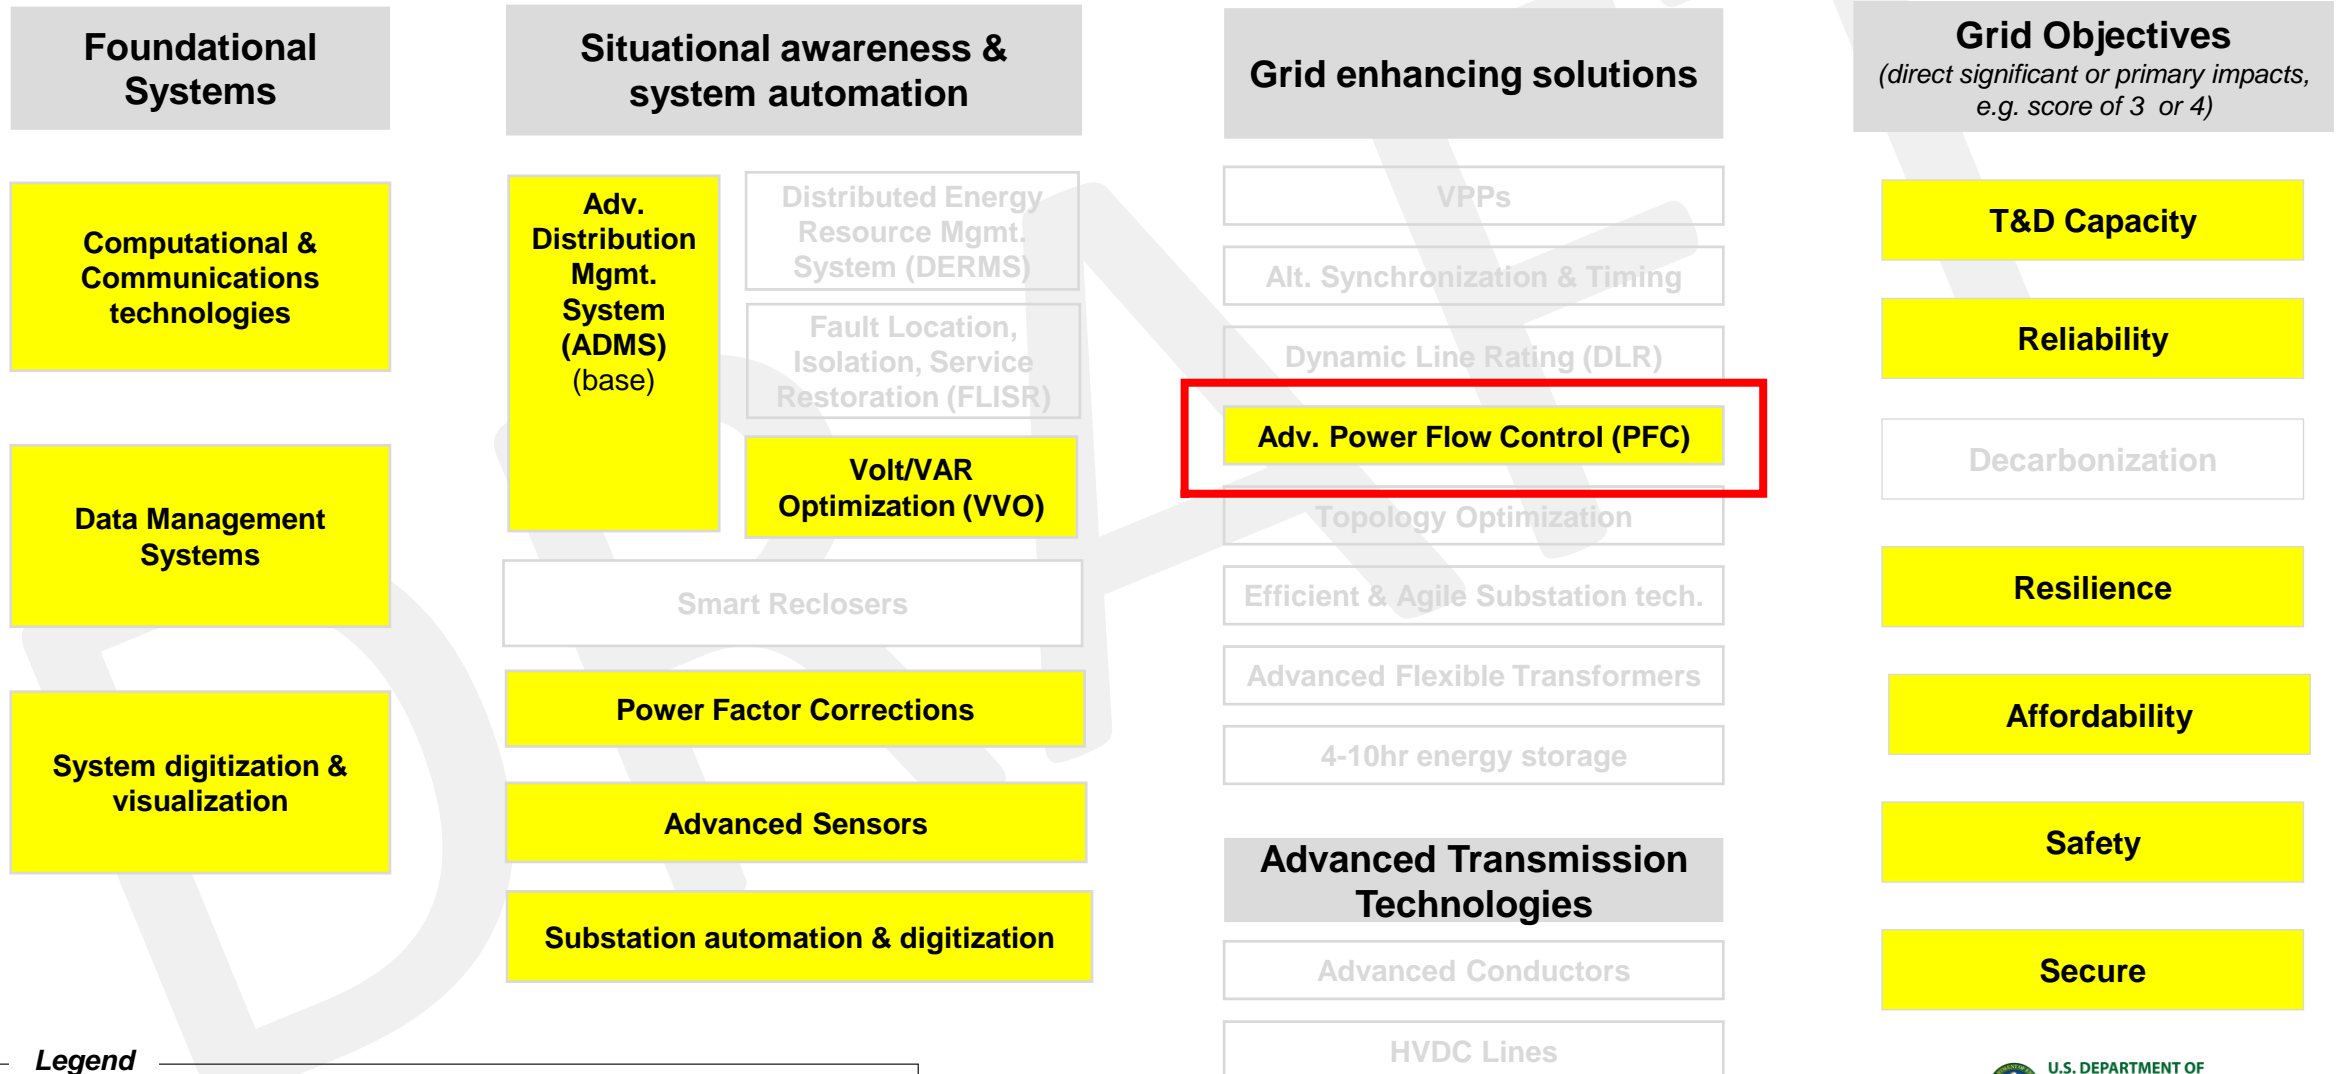 Foundational
Systems
Situational awareness &
system automation
Grid enhancing solutions
Grid Objectives
(direct significant or primary impacts,
e.g. score of 3 or 4)
Computational &
Communications
technologies
Data Management
Systems
System digitization &
visualization
Adv.
Distribution
Mgmt.
System
(ADMS)
(base)
Distributed Energy
Resource Mgmt.
System (DERMS)
Fault Location,
Isolation, Service
Restoration (FLISR)
Volt/VAR
Optimization (VVO)
Smart Reclosers
Power Factor Corrections
Advanced Sensors
Substation automation & digitization
VPPs
Alt. Synchronization & Timing
Dynamic Line Rating (DLR)
Adv. Power Flow Control (PFC)
Topology Optimization
Efficient & Agile Substation tech.
Advanced Flexible Transformers
4-10hr energy storage
Advanced Transmission
Technologies
Advanced Conductors
HVDC Lines
T&D Capacity
Reliability
Decarbonization
Resilience
Affordability
Safety
Secure
Legend
U.S. DEPARTMENT OF
DRAFT